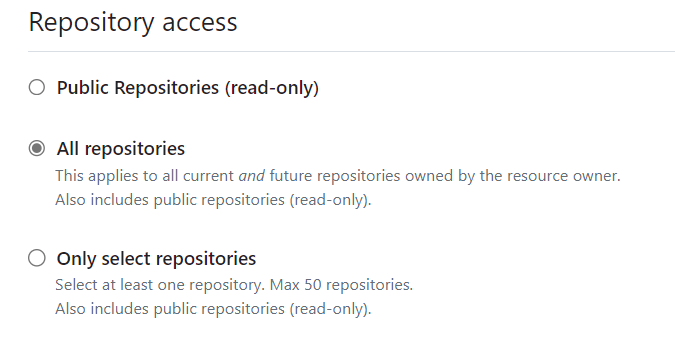 Repository access
Public Repositories (read-only)
All repositories
This applies to all current and future repositories owned by the resource owner.
Also includes public repositories (read-only).
Only select repositories
Select at least one repository. Max 50 repositories.
Also includes public repositories (read-only).